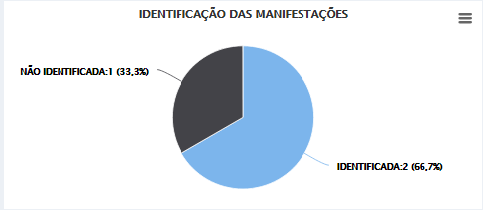 IDENTIFICAÇÃO DAS MANIFESTAÇÕES
NÃO IDENTIFICADA:1 (33,3%)
IDENTIFICADA:2 (66,7%)